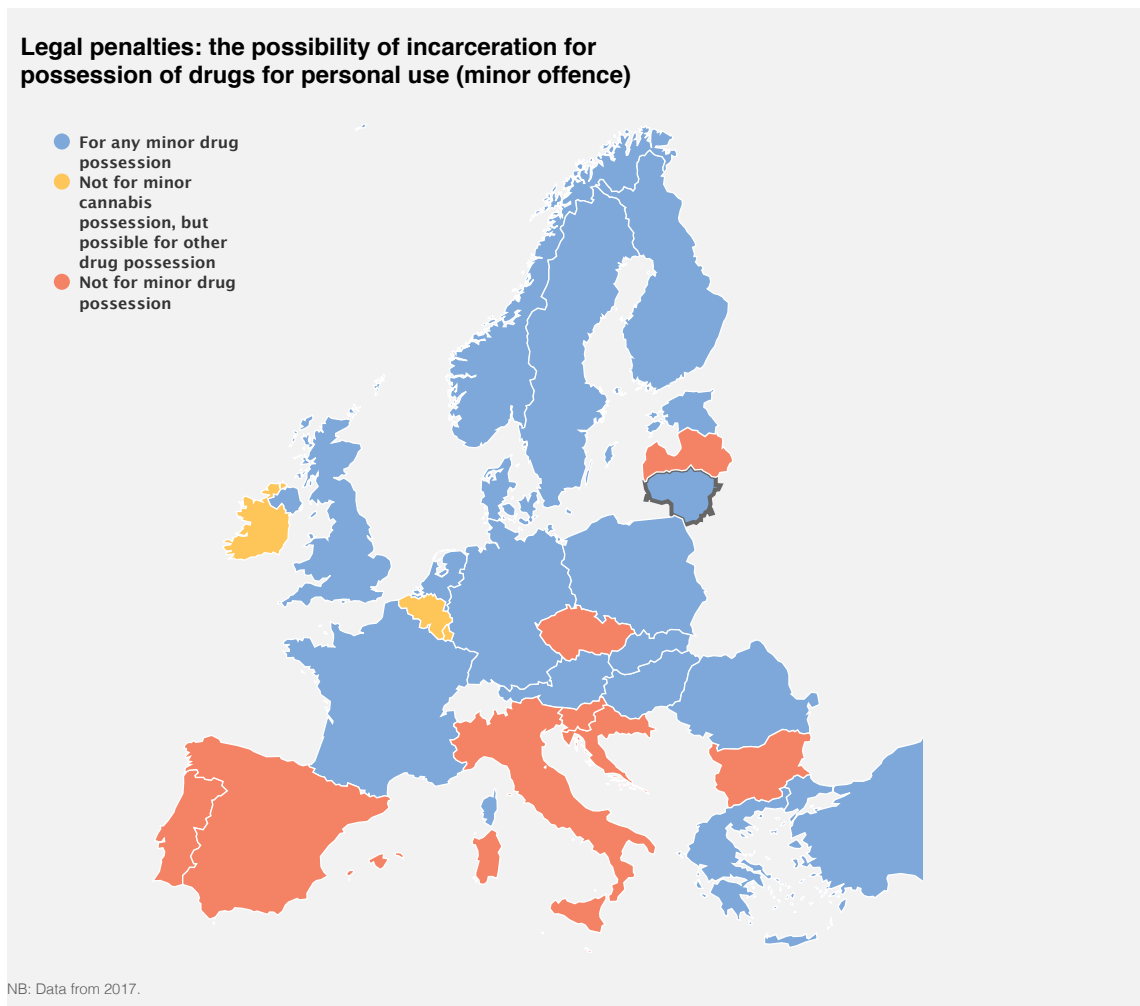 Legal penalties: the possibility of incarceration for
possession of drugs for personal use (minor offence)
For any minor drug
possession
Not for minor
cannabis
possession, but
possible for other
drug possession
Not for minor drug
possession
NB: Data from 2017.